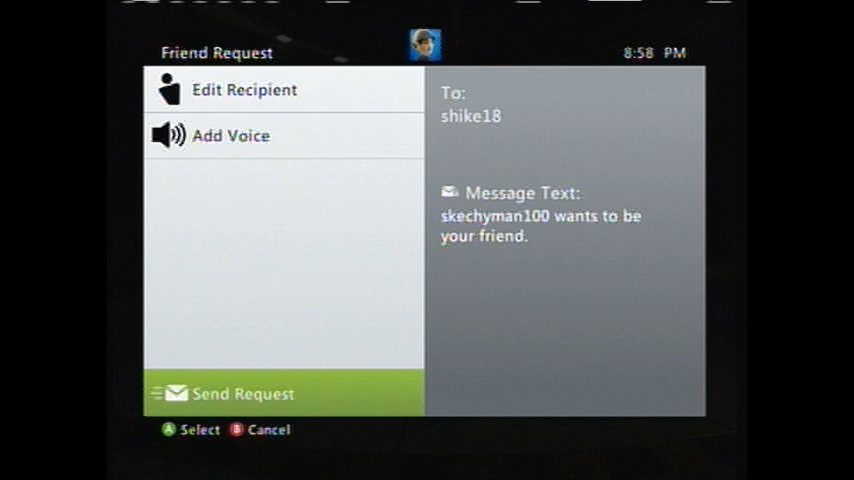 Friend Request
8:58 PM
Edit Recipient
Add Voice
To:
shike18
Message Text:
skechyman100 wants to be
your friend.
Send Request
A Select B Cancel